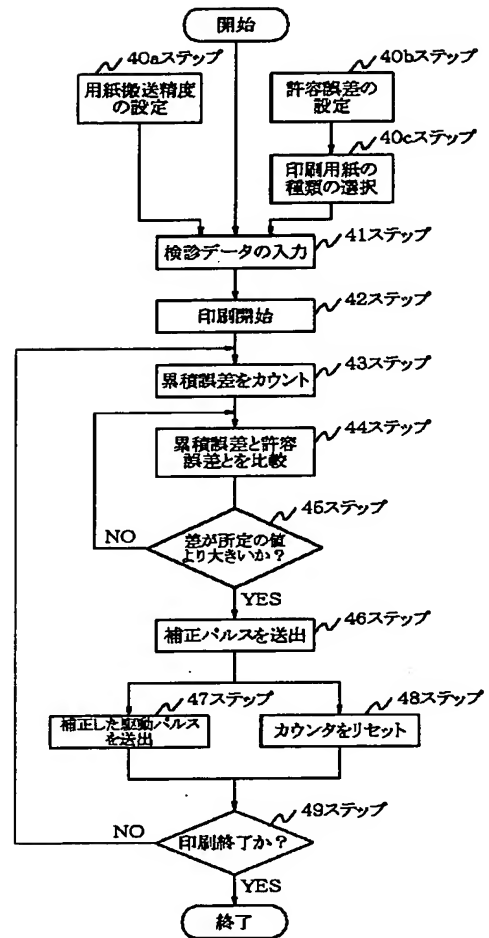 開始
40aステップ
用紙搬送精度
の設定
40bステップ
許容誤差の
設定
40cステップ
印刷用紙の
種類の選択
41ステップ
検診データの入力
42ステップ
印刷開始
43ステップ
累積誤差をカウント
44ステップ
累積誤差と許容
誤差とを比較
45ステップ
差が所定の値
より大きいか?
NO
YES
46ステップ
補正パルスを送出
47ステップ
補正した駆動パルス
を送出
48ステップ
カウンタをリセット
49ステップ
印刷終了か?
NO
YES
終了